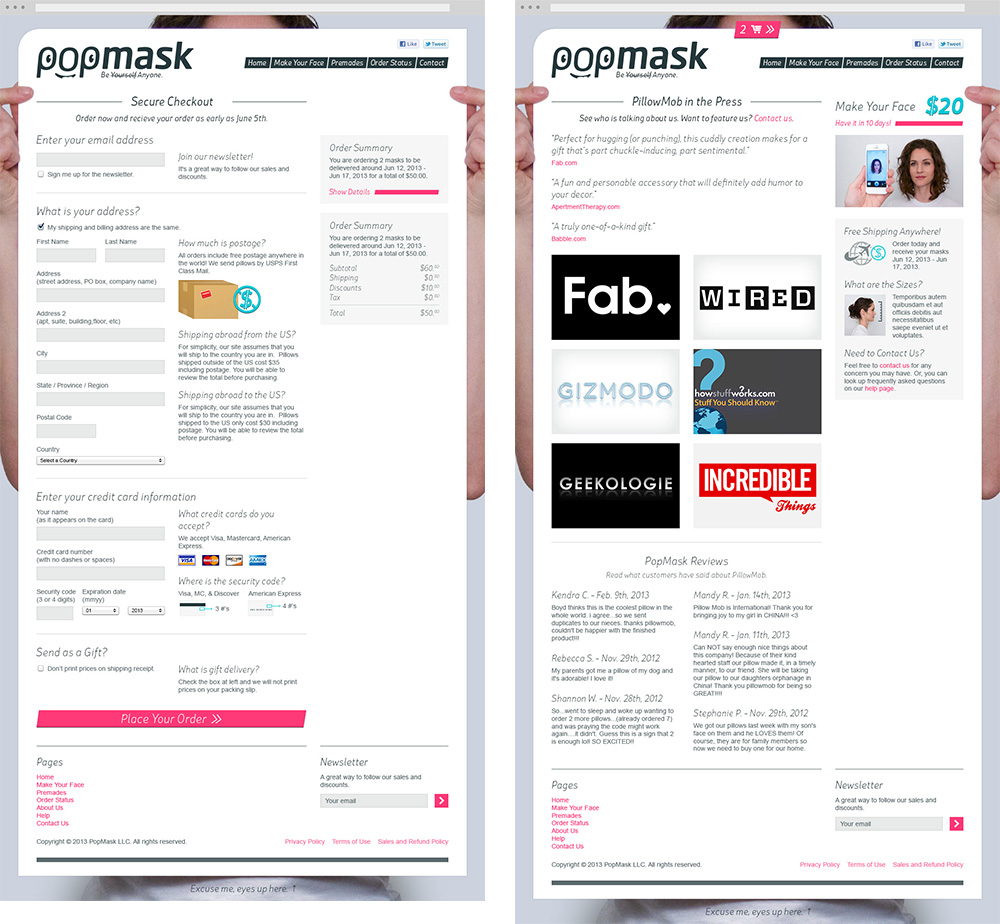 popmask
Be Yourself Anyone.
Like
Tweet
Home
Make Your Face
Premades
Order Status
Contact
Secure Checkout
Order now and recieve your order as early as June 5th.
Enter your email address
Sign me up for the newsletter.
Join our newsletter!
It's a great way to follow our sales and
discounts.
What is your address?
My shipping and billing address are the same.
First Name
Last Name
Address
(street address, PO box, company name)
Address 2
(apt, suite, building,floor, etc)
City
State / Province / Region
Postal Code
Country
Select a Country
How much is postage?
All orders include free postage anywhere in
the world! We send pillows by USPS First
Class Mail.
Shipping abroad from the US?
For simplicity, our site assumes that you
will ship to the country you are in. Pillows
shipped outside of the US cost $35
including postage. You will be able to
review the total before purchasing.
Shipping abroad to the US?
For simplicity, our site assumes that you
will ship to the country you are in. Pillows
shipped to the US only cost $30 including
postage. You will be able to review the total
before purchasing.
Enter your credit card information
Your name
(as it appears on the card)
Credit card number
(with no dashes or spaces)
Security code
(3 or 4 digits)
Expiration date
(mmyy)
01
2013
What credit cards do you
accept?
We accept Visa, Mastercard, American
Express.
VISA
Where is the security code?
Visa, MC, & Discover
American Express
3 #'s
4 #'s
Send as a Gift?
Don't print prices on shipping receipt.
What is gift delivery?
Check the box at left and we will not print
prices on your packing slip.
Place Your Order
Order Summary
You are ordering 2 masks to be
delievered around Jun 12, 2013 -
Jun 17, 2013 for a total of $50.00.
Show Details
Order Summary
You are ordering 2 masks to be
delievered around Jun 12, 2013 -
Jun 17, 2013 for a total of $50.00.
Subtotal $60.00
Shipping $0.00
Discounts $10.00
Tax $0.00
Total $50.00
Pages
Home
Make Your Face
Premades
Order Status
About Us
Help
Contact Us
Newsletter
A great way to follow our sales and
discounts.
Your email
Copyright © 2013 PopMask LLC. All rights reserved.
Privacy Policy
Terms of Use
Sales and Refund Policy
Excuse me, eyes up here. ↑
2
popmask
Be Yourself Anyone.
Like
Tweet
Home
Make Your Face
Premades
Order Status
Contact
PillowMob in the Press
See who is talking about us. Want to feature us? Contact us.
"Perfect for hugging (or punching), this cuddly creation makes for a
gift that's part chuckle-inducing, part sentimental."
Fab.com
"A fun and personable accessory that will definitely add humor to
your decor."
ApertmentTherapy.com
"A truly one-of-a-kind gift."
Babble.com
Fab.
WIRED
GIZMODO
?
howstuffworks.com
Stuff You Should Know
GEEKOLOGIE
INCREDIBLE
Things
PopMask Reviews
Read what customers have said about PillowMob.
Kendra C. - Feb. 9th, 2013
Boyd thinks this is the coolest pillow in the
whole world. i agree...so we sent
duplicates to our nieces. thanks pillowmob,
couldn't be happier with the finished
product!!!
Rebecca S. - Nov. 29th, 2012
My parents got me a pillow of my dog and
it's adorable! I love it!
Shannon W. - Nov. 28th, 2012
So...went to sleep and woke up wanting to
order 2 more pillows...(already ordered 7)
and was praying the code might work
again....it didn't. Guess this is a sign that 2
is enough lol! SO EXCITED!!
Mandy R. - Jan. 14th, 2013
Pillow Mob is International! Thank you for
bringing joy to my girl in CHINA!!! <3
Mandy R. - Jan. 11th, 2013
Can NOT say enough nice things about
this company! Because of their kind
hearted staff our pillow made it, in a timely
manner, to our friend. She will be taking
our pillow to our daughters orphanage in
China! Thank you pillowmob for being so
GREAT!!!!
Stephanie P. - Nov. 29th, 2012
We got our pillows last week with my son's
face on them and he LOVES them! Of
course, they are for family members so
now we need to buy one for our home.
Make Your Face
$20
Have it in 10 days!
Free Shipping Anywhere!
Order today and
receive your masks
Jun 12, 2013 - Jun
17, 2013.
What are the Sizes?
Temporibus autem
quibusdam et aut
officiis debitis aut
necessitatibus
saepe eveniet ut et
voluptates.
Need to Contact Us?
Feel free to contact us for any
concern you may have. Or, you can
look up frequently asked questions
on our help page.
Pages
Home
Make Your Face
Premades
Order Status
About Us
Help
Contact Us
Newsletter
A great way to follow our sales and
discounts.
Your email
Copyright © 2013 PopMask LLC. All rights reserved.
Privacy Policy
Terms of Use
Sales and Refund Policy
Excuse me, eyes up here. ↑